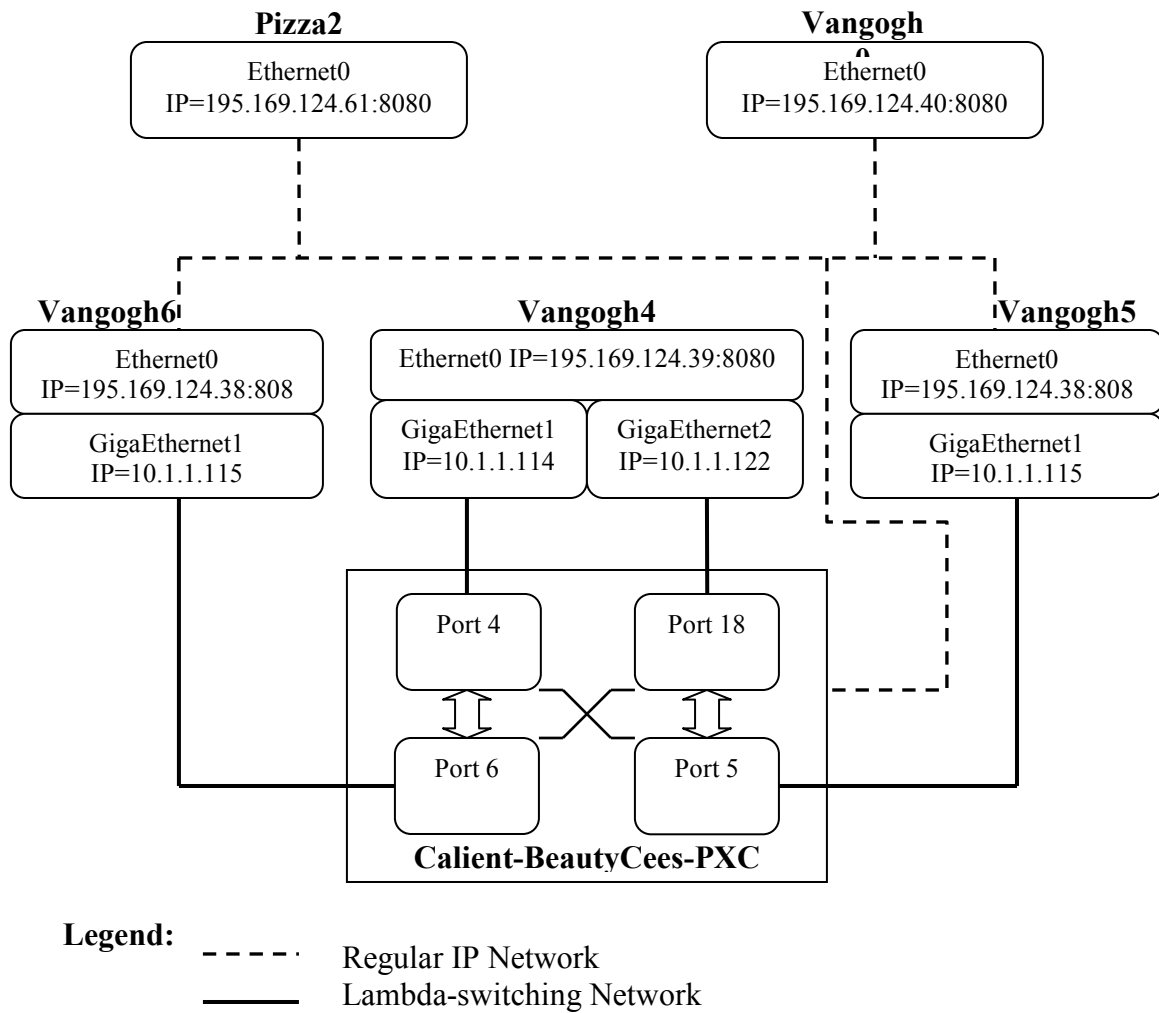 Pizza2
Ethernet0
IP=195.169.124.61:8080
Vangogh
Ethernet0
IP=195.169.124.40:8080
Vangogh6
Ethernet0
IP=195.169.124.38:808
GigaEthernet1
IP=10.1.1.115
Vangogh4
Ethernet0 IP=195.169.124.39:8080
GigaEthernet1
IP=10.1.1.114
GigaEthernet2
IP=10.1.1.122
Vangogh5
Ethernet0
IP=195.169.124.38:808
GigaEthernet1
IP=10.1.1.115
Port 4
Port 18
Port 6
Port 5
Calient-BeautyCees-PXC
Legend:
Regular IP Network
Lambda-switching Network